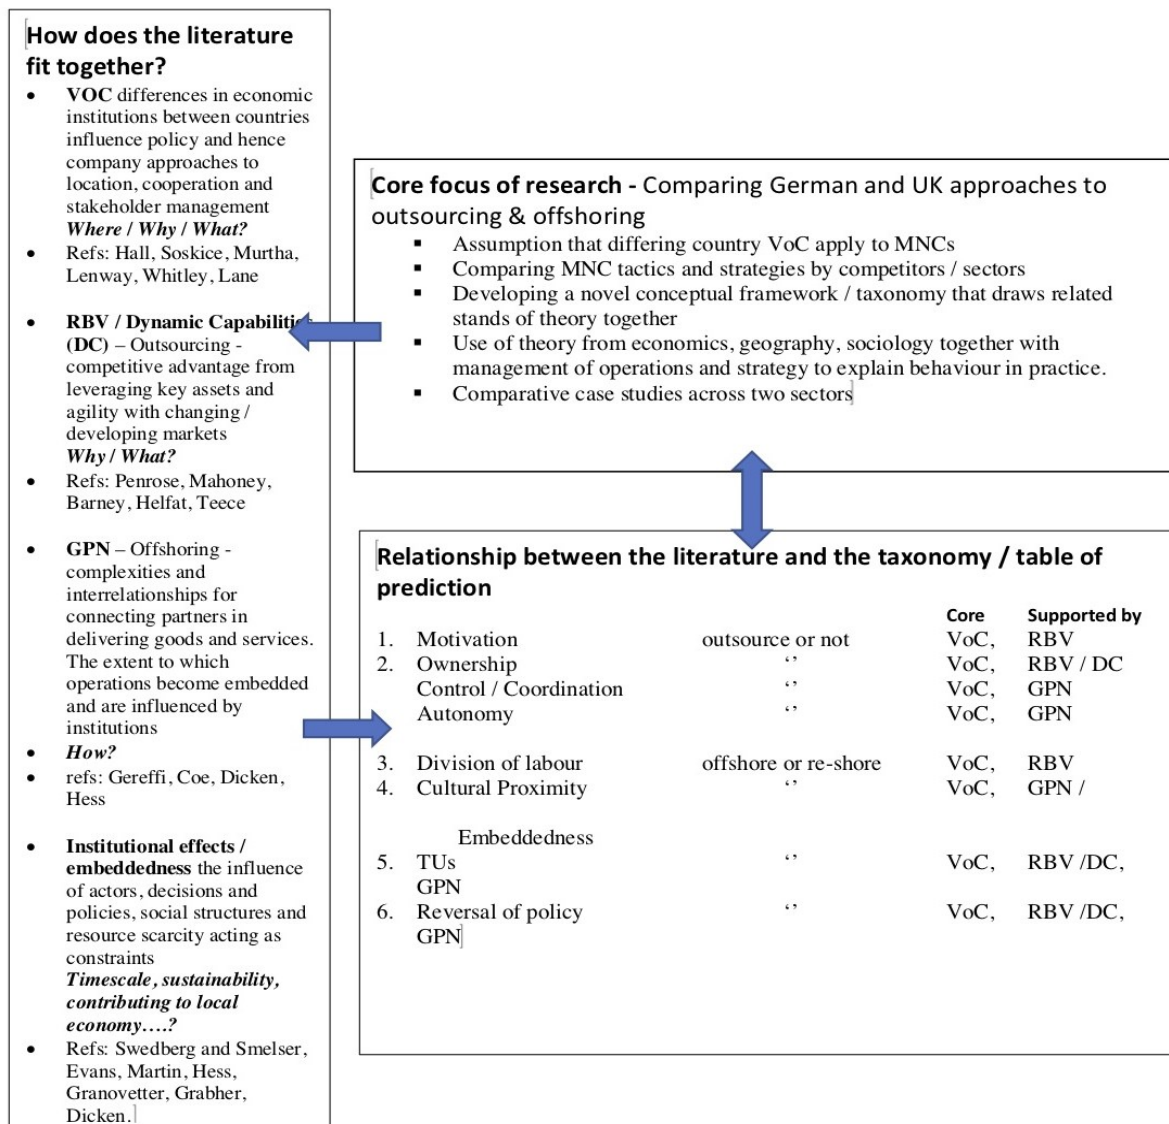 How does the literature
fit together?
• VOC differences in economic
institutions between countries
influence policy and hence
company approaches to
location, cooperation and
stakeholder management
Where / Why / What?
• Refs: Hall, Soskice, Murtha,
Lenway, Whitley, Lane
• RBV / Dynamic Capabilities
(DC) – Outsourcing -
competitive advantage from
leveraging key assets and
agility with changing /
developing markets
Why / What?
• Refs: Penrose, Mahoney,
Barney, Helfat, Teece
• GPN – Offshoring -
complexities and
interrelationships for
connecting partners in
delivering goods and services.
The extent to which
operations become embedded
and are influenced by
institutions
• How?
• refs: Gereffi, Coe, Dicken,
Hess
• Institutional effects /
embeddedness the influence
of actors, decisions and
policies, social structures and
resource scarcity acting as
constraints
Timescale, sustainability,
contributing to local
economy….?
• Refs: Swedberg and Smelser,
Evans, Martin, Hess,
Granovetter, Grabher,
Dicken.
Core focus of research - Comparing German and UK approaches to
outsourcing & offshoring
▪ Assumption that differing country VoC apply to MNCs
▪ Comparing MNC tactics and strategies by competitors / sectors
▪ Developing a novel conceptual framework / taxonomy that draws related
stands of theory together
▪ Use of theory from economics, geography, sociology together with
management of operations and strategy to explain behaviour in practice.
▪ Comparative case studies across two sectors
Relationship between the literature and the taxonomy / table of
prediction
Core Supported by
1. Motivation outsource or not VoC, RBV
2. Ownership ‘’ VoC, RBV / DC
Control / Coordination ‘’ VoC, GPN
Autonomy ‘’ VoC, GPN
3. Division of labour offshore or re-shore VoC, RBV
4. Cultural Proximity ‘’ VoC, GPN /
Embeddedness
5. TUs ‘’ VoC, RBV /DC,
GPN
6. Reversal of policy ‘’ VoC, RBV /DC,
GPN